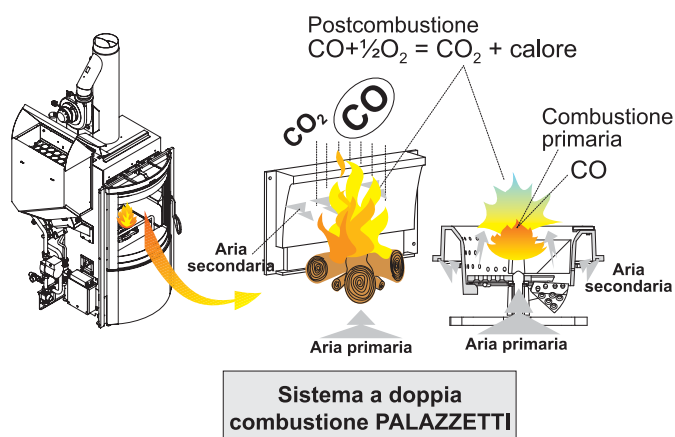 Postcombustione
CO+½O₂ = CO₂ + calore
CO₂
CO
Combustione
primaria
CO
Aria
secondaria
Aria
secondaria
Aria primaria
Aria primaria
Sistema a doppia
combustione PALAZZETTI